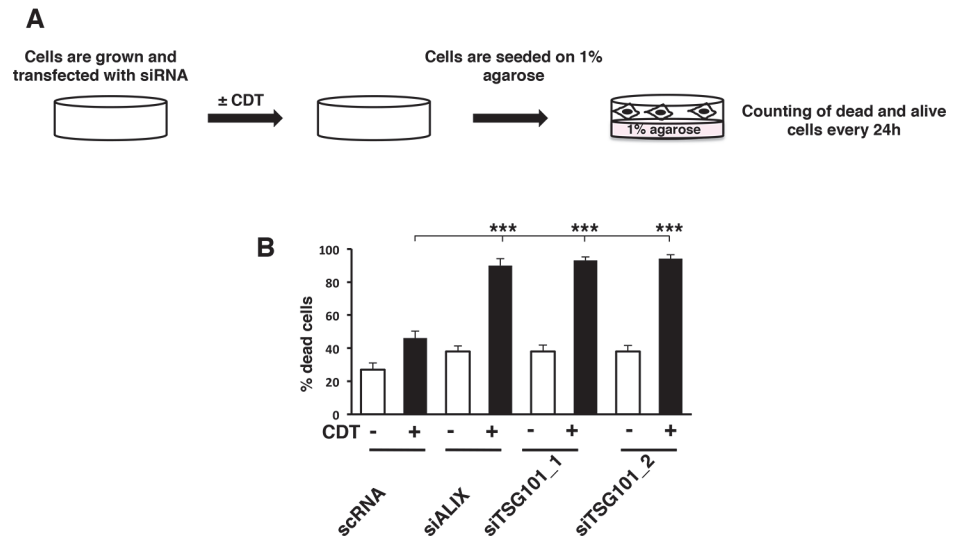 A
Cells are grown and
transfected with siRNA
± CDT
Cells are seeded on 1%
agarose
1% agarose
Counting of dead and alive
cells every 24h
B
*** *** ***
% dead cells
100
80
60
40
20
0
CDT - + - + - + - +
scRNA
siALIX
siTSG101_1
siTSG101_2